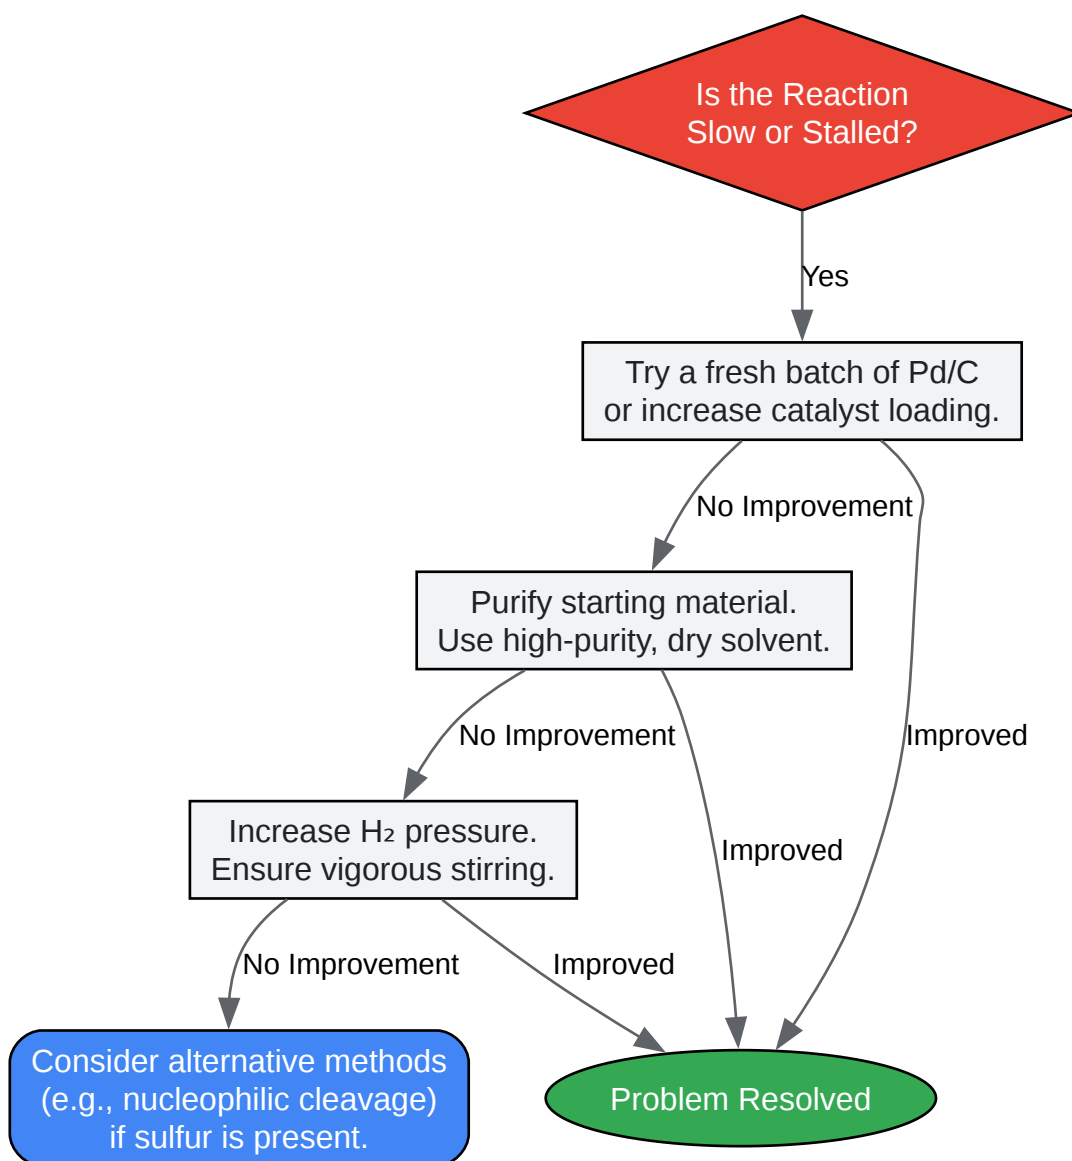 Is the Reaction
Slow or Stalled?
Yes
Try a fresh batch of Pd/C
or increase catalyst loading.
No Improvement
Purify starting material.
Use high-purity, dry solvent.
No Improvement
Improved
Increase H₂ pressure.
Ensure vigorous stirring.
Improved
No Improvement
Improved
Consider alternative methods
(e.g., nucleophilic cleavage)
if sulfur is present.
Problem Resolved